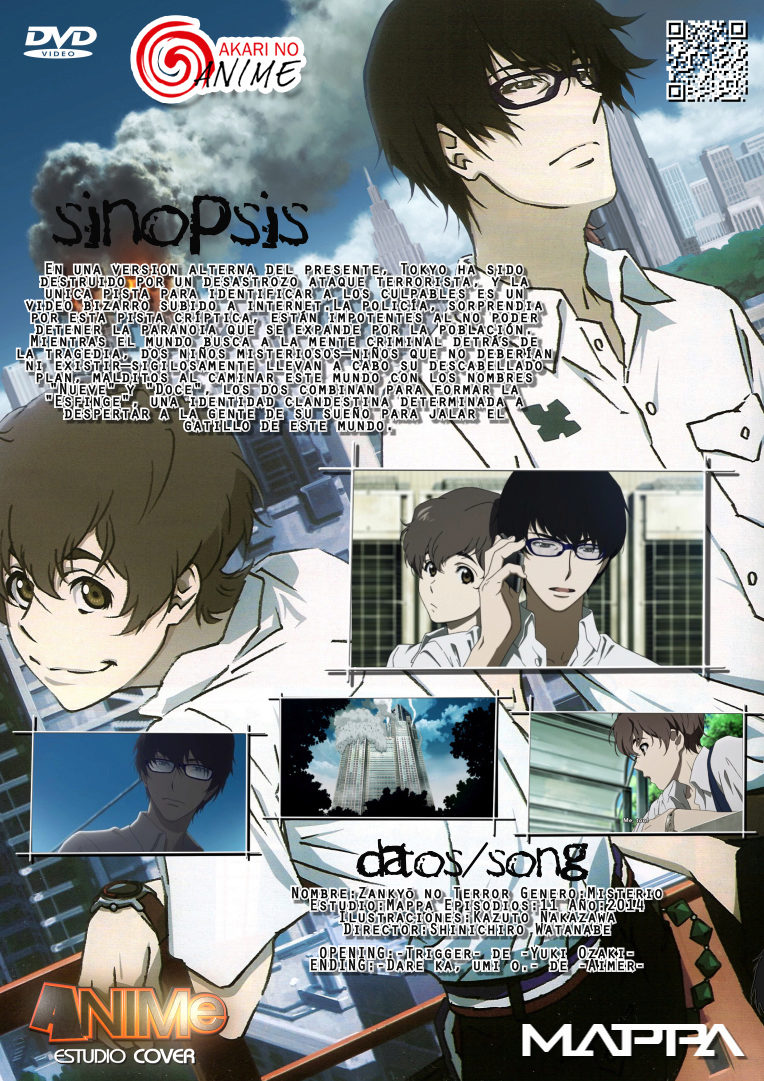 DVD
VIDEO
AKARI NO
ANIME
sinopsis
En una version alterna del presente, Tokyo ha sido
destruido por un desastrozo ataque terrorista, y la
unica pista para identificar a los culpables es un
video bizarro subido a internet. La policía, sorprendia
por esta pista críptica, están impotentes al no poder
detener la paranoia que se expande por la población.
Mientras el mundo busca a la mente criminal detrás de
la tragedia, dos niños misteriosos—niños que no deberían
ni existir—sigilosamente llevan a cabo su descabellado
plan. malditos al caminar este mundo con los nombres
"Nueve" y "Doce", los dos combinan para formar la
"Esfinge", una identidad clandestina determinada a
despertar a la gente de su sueño para jalar el
gatillo de este mundo.
datos/song
Nombre:Zankyō no Terror Genero:Misterio
Estudio:Mappa Episodios:11 Año:2014
Ilustraciones:Kazuto Nakazawa
Director:Shinichiro Watanabe
OPENING:-Trigger- de -Yuki Ozaki-
ENDING:-Dare ka, umi o.- de -Aimer-
ANIMe
ESTUDIO COVER
MAPPA